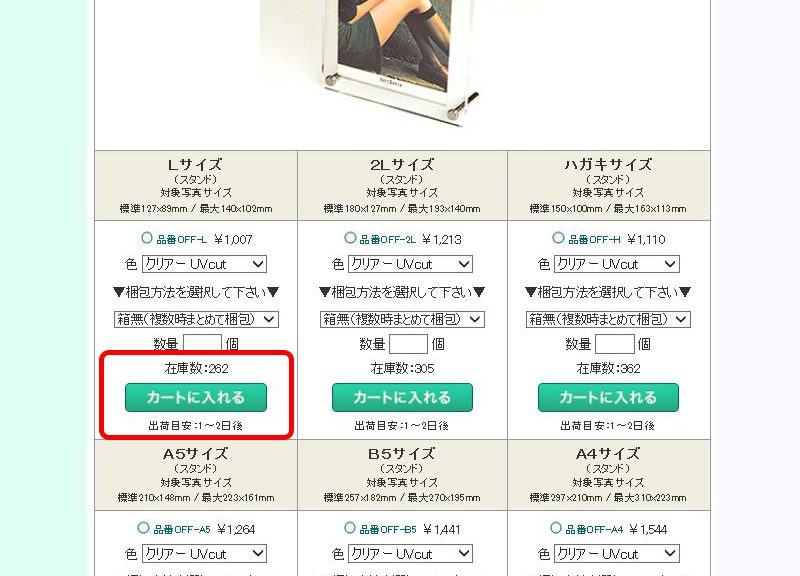 Lサイズ
(スタンド)
対象写真サイズ
標準127x89mm / 最大140x102mm
2Lサイズ
(スタンド)
対象写真サイズ
標準180x127mm / 最大193x140mm
ハガキサイズ
(スタンド)
対象写真サイズ
標準150x100mm / 最大163x113mm
品番OFF-L ¥1,007
色 クリアー UVcut
▼梱包方法を選択して下さい▼
箱無(複数時まとめて梱包)
数量 個
在庫数:262
カートに入れる
出荷目安:1～2日後
品番OFF-2L ¥1,213
色 クリアー UVcut
▼梱包方法を選択して下さい▼
箱無(複数時まとめて梱包)
数量 個
在庫数:305
カートに入れる
出荷目安:1～2日後
品番OFF-H ¥1,110
色 クリアー UVcut
▼梱包方法を選択して下さい▼
箱無(複数時まとめて梱包)
数量 個
在庫数:362
カートに入れる
出荷目安:1～2日後
A5サイズ
(スタンド)
対象写真サイズ
標準210x148mm / 最大223x161mm
B5サイズ
(スタンド)
対象写真サイズ
標準257x182mm / 最大270x195mm
A4サイズ
(スタンド)
対象写真サイズ
標準297x210mm / 最大310x223mm
品番OFF-A5 ¥1,264
色 クリアー UVcut
品番OFF-B5 ¥1,441
色 クリアー UVcut
品番OFF-A4 ¥1,544
色 クリアー UVcut